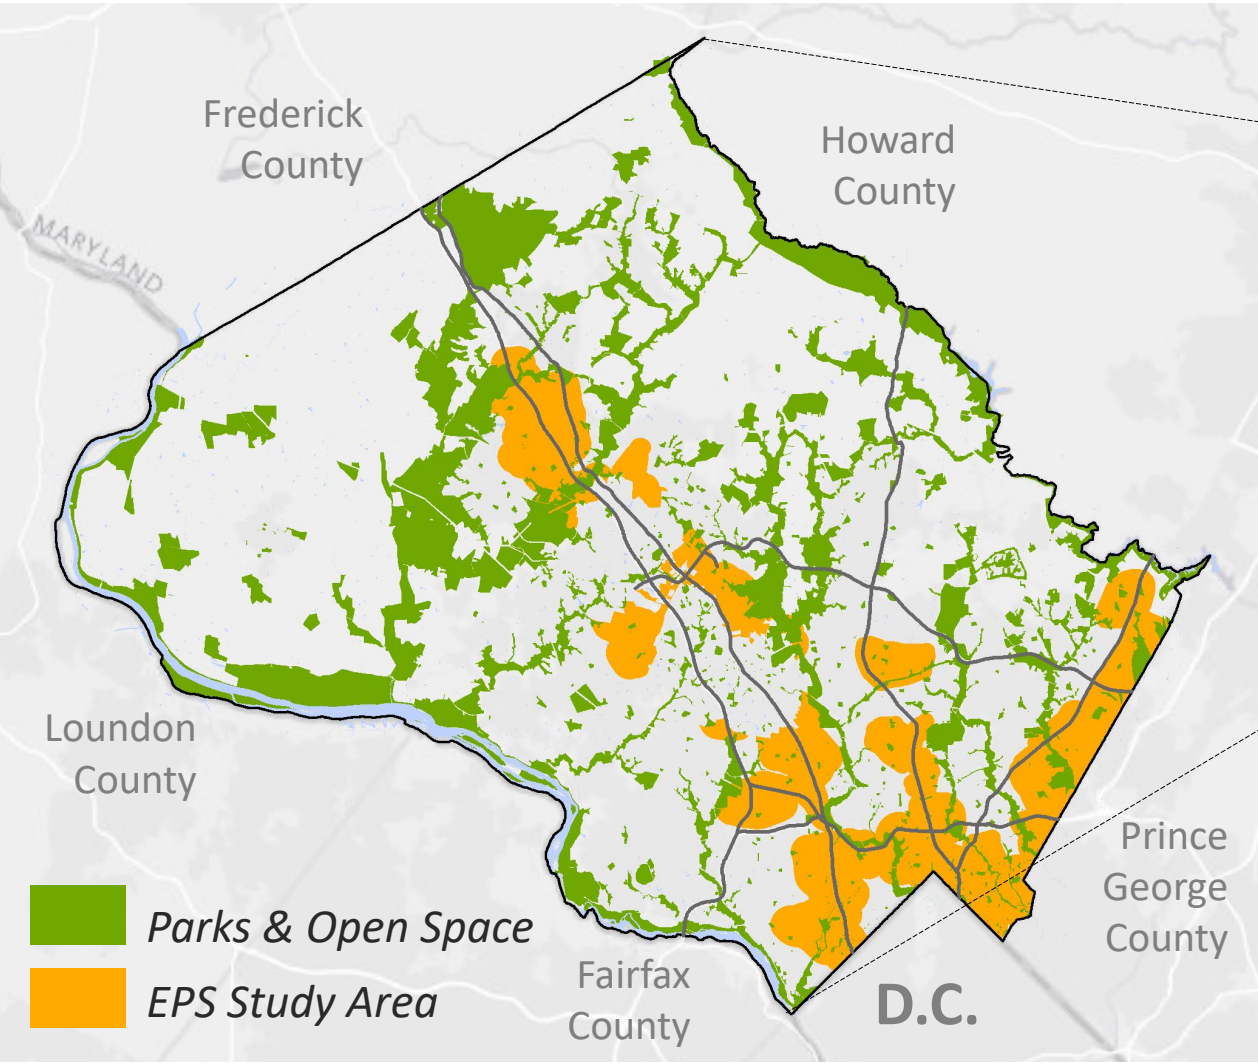 Frederick
County
Howard
County
MARYLAND
Loundon
County
Prince
George
County
Parks & Open Space
EPS Study Area
Fairfax
County
D.C.